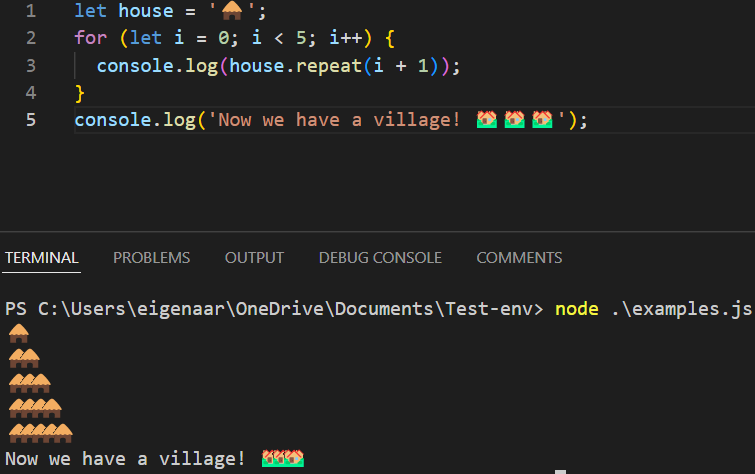 1 let house = '🛖';
2 for (let i = 0; i < 5; i++) {
3   console.log(house.repeat(i + 1));
4 }
5 console.log('Now we have a village! 🏘️🏘️🏘️');
TERMINAL PROBLEMS OUTPUT DEBUG CONSOLE COMMENTS
PS C:\Users\eigenaar\OneDrive\Documents\Test-env> node .\examples.js
🛖
🛖🛖
🛖🛖🛖
🛖🛖🛖🛖
🛖🛖🛖🛖🛖
Now we have a village! 🏘️🏘️🏘️